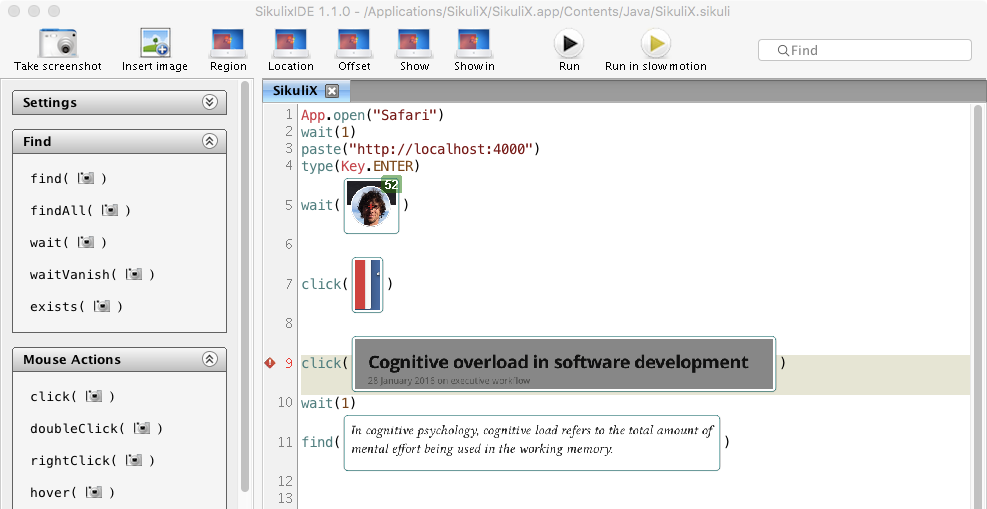 SikulixIDE 1.1.0 - /Applications/SikuliX/SikuliX.app/Contents/Java/SikuliX.sikuli
Take screenshot
Insert image
Region
Location
Offset
Show
Show in
Run
Run in slow motion
Find
Settings
Find
find( )
findAll( )
wait( )
waitVanish( )
exists( )
Mouse Actions
click( )
doubleClick( )
rightClick( )
hover( )
SikuliX
1 App.open("Safari")
2 wait(1)
3 paste("http://localhost:4000")
4 type(Key.ENTER)
5 wait( 52 )
6
7 click( )
8
9 click( Cognitive overload in software development )
28 January 2016 on executive workflow
10 wait(1)
11 find( In cognitive psychology, cognitive load refers to the total amount of
mental effort being used in the working memory. )
12
13